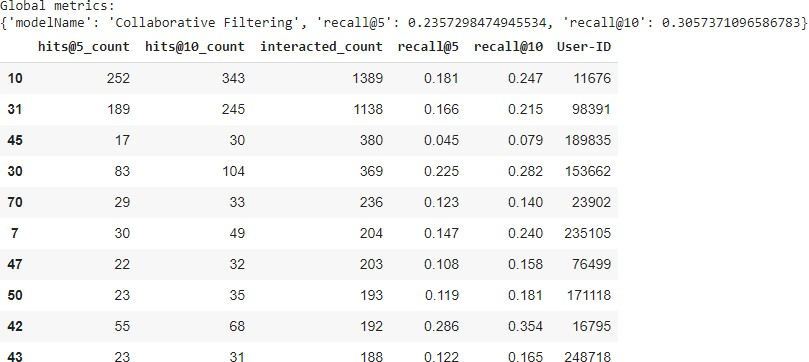 Global metrics:
{'modelName': 'Collaborative Filtering', 'recall@5': 0.2357298474945534, 'recall@10': 0.3057371096586783}
hits@5_count hits@10_count interacted_count recall@5 recall@10 User-ID
10 252 343 1389 0.181 0.247 11676
31 189 245 1138 0.166 0.215 98391
45 17 30 380 0.045 0.079 189835
30 83 104 369 0.225 0.282 153662
70 29 33 236 0.123 0.140 23902
7 30 49 204 0.147 0.240 235105
47 22 32 203 0.108 0.158 76499
50 23 35 193 0.119 0.181 171118
42 55 68 192 0.286 0.354 16795
43 23 31 188 0.122 0.165 248718